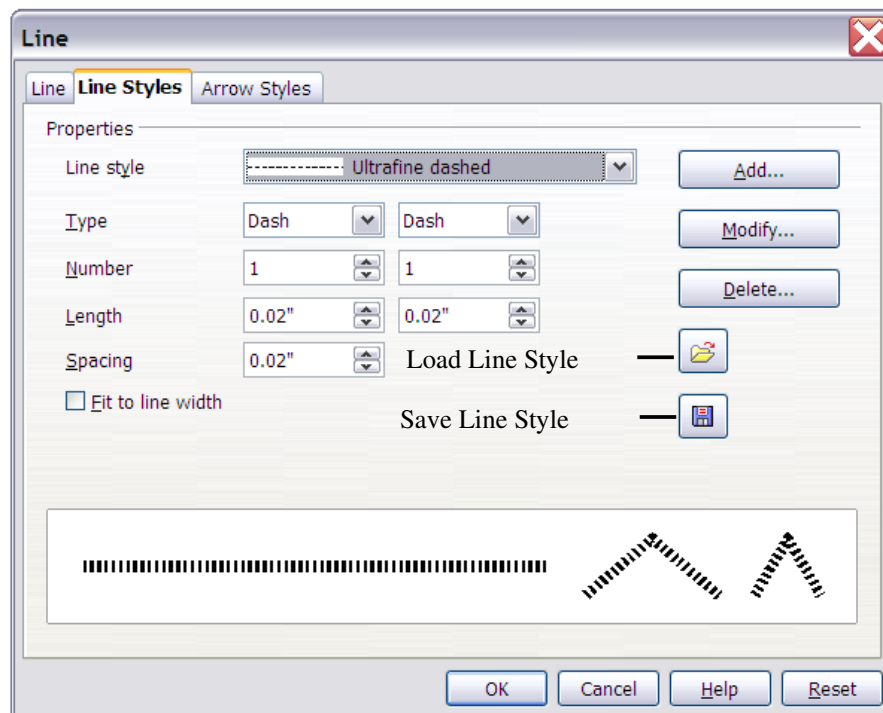 Line
Line Line Styles Arrow Styles
Properties
Line style Ultrafine dashed Add...
Type Dash Dash Modify...
Number 1 1
Delete...
Length 0.02" 0.02"
Spacing 0.02" Load Line Style
Fit to line width
Save Line Style
OK Cancel Help Reset